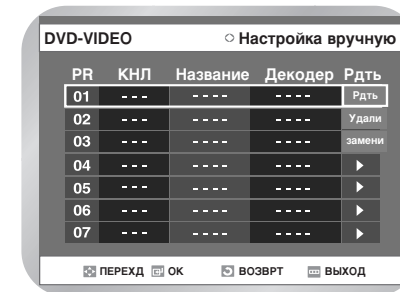 DVD-VIDEO Настройка вручную
PR КНЛ Название Декодер Рдть
01 --- ---- ---- Рдть
02 --- ---- ---- Удали
03 --- ---- ---- замени
04 --- ---- ----
05 --- ---- ----
06 --- ---- ----
07 --- ---- ----
ПЕРЕХД ОК ВОЗВРТ ВЫХОД